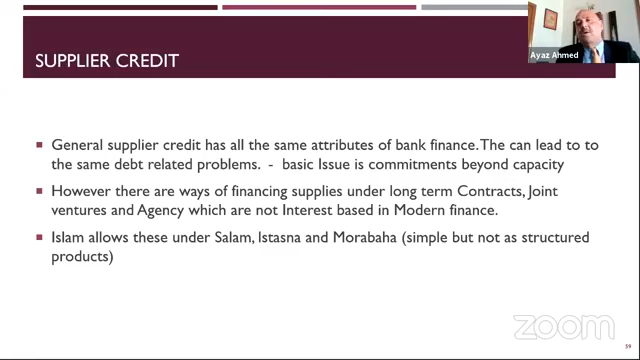 Ayaz Ahmed
SUPPLIER CREDIT
General supplier credit has all the same attributes of bank finance. The can lead to to
the same debt related problems. - basic Issue is commitments beyond capacity
However there are ways of financing supplies under long term Contracts, Joint
ventures and Agency which are not Interest based in Modern finance.
Islam allows these under Salam, Istasna and Morabaha (simple but not as structured
products)
zoom
39